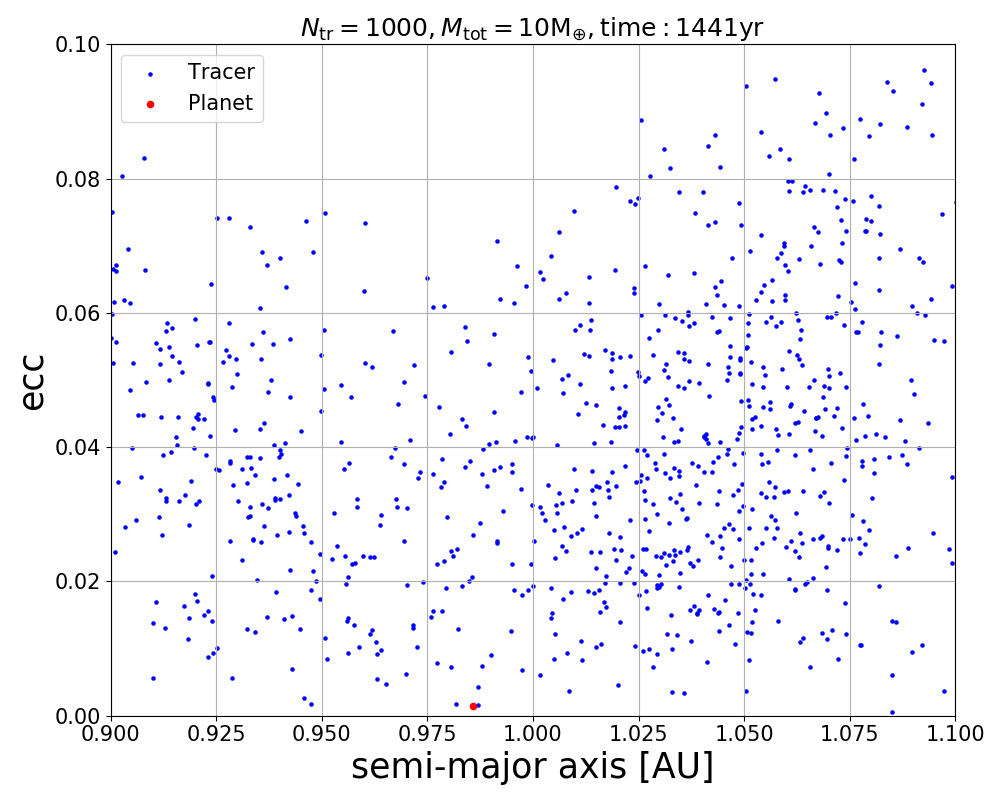 N_tr = 1000, M_tot = 10M_⊕, time : 1441yr
Tracer
Planet
ecc
0.10
0.08
0.06
0.04
0.02
0.00
0.900 0.925 0.950 0.975 1.000 1.025 1.050 1.075 1.100
semi-major axis [AU]